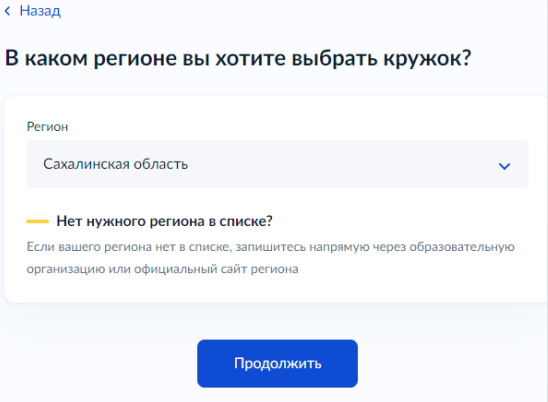 Назад
В каком регионе вы хотите выбрать кружок?
Регион
Сахалинская область
Нет нужного региона в списке?
Если вашего региона нет в списке, запишитесь напрямую через образовательную
организацию или официальный сайт региона
Продолжить